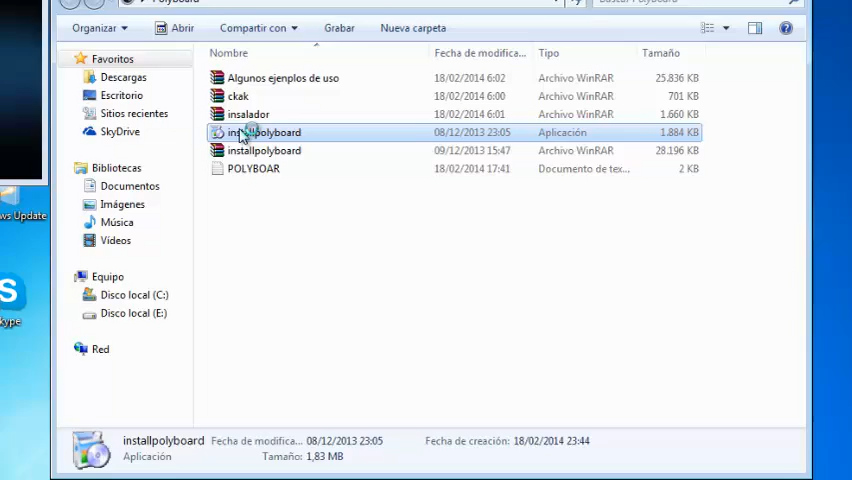 Polyboard
Buscar Polyboard
Organizar
Abrir
Compartir con
Grabar
Nueva carpeta
Favoritos
Descargas
Escritorio
Sitios recientes
SkyDrive
Bibliotecas
Documentos
Imágenes
Música
Vídeos
Equipo
Disco local (C:)
Disco local (E:)
Red
Nombre Fecha de modifica... Tipo Tamaño
Algunos ejemplos de uso 18/02/2014 6:02 Archivo WinRAR 25.836 KB
ckak 18/02/2014 6:00 Archivo WinRAR 701 KB
insalador 18/02/2014 6:01 Archivo WinRAR 1.660 KB
installpolyboard 08/12/2013 23:05 Aplicación 1.884 KB
installpolyboard 09/12/2013 15:47 Archivo WinRAR 28.196 KB
POLYBOAR 18/02/2014 17:41 Documento de tex... 2 KB
ws Update
kype
installpolyboard Fecha de modifica... 08/12/2013 23:05 Fecha de creación: 18/02/2014 23:44
Aplicación Tamaño: 1,83 MB